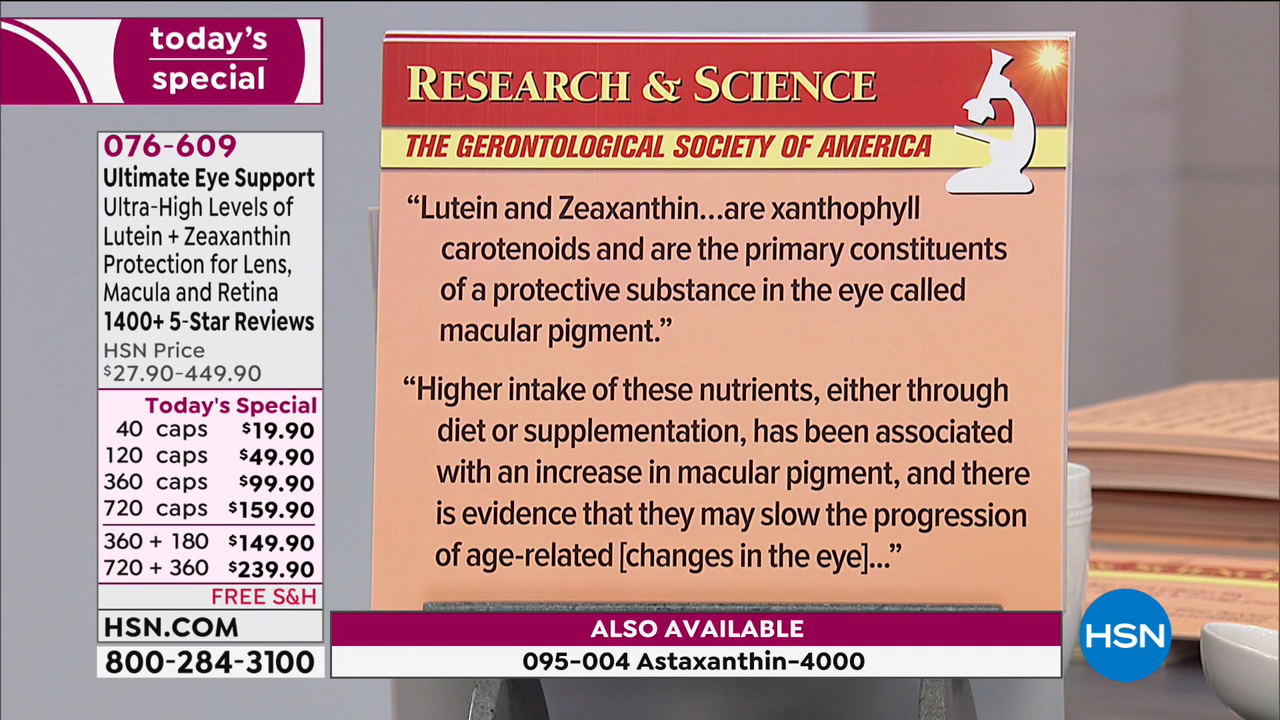 today's
special
076-609
Ultimate Eye Support
Ultra-High Levels of
Lutein + Zeaxanthin
Protection for Lens,
Macula and Retina
1400+ 5-Star Reviews
HSN Price
$27.90-449.90
Today's Special
40 caps $19.90
120 caps $49.90
360 caps $99.90
720 caps $159.90
360 + 180 $149.90
720 + 360 $239.90
FREE S&H
HSN.COM
800-284-3100
RESEARCH & SCIENCE
THE GERONTOLOGICAL SOCIETY OF AMERICA
“Lutein and Zeaxanthin...are xanthophyll
carotenoids and are the primary constituents
of a protective substance in the eye called
macular pigment.”
“Higher intake of these nutrients, either through
diet or supplementation, has been associated
with an increase in macular pigment, and there
is evidence that they may slow the progression
of age-related [changes in the eye]...”
ALSO AVAILABLE
095-004 Astaxanthin-4000
HSN